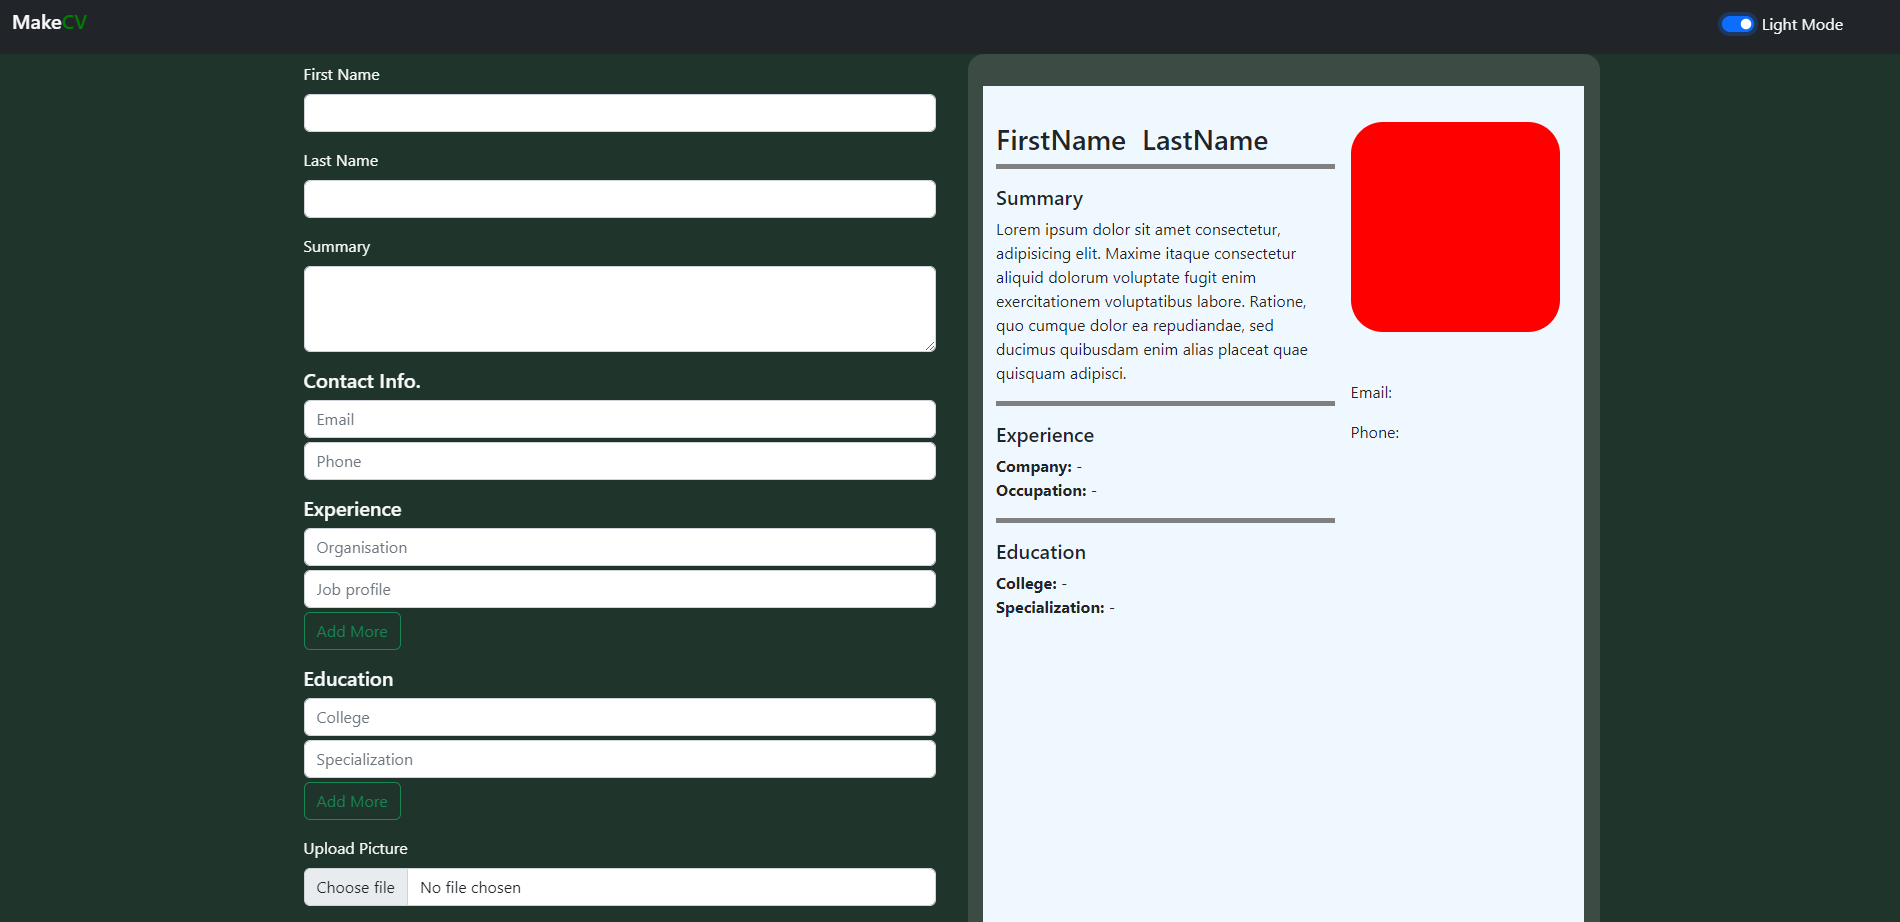 MakeCV
Light Mode
First Name
Last Name
Summary
Contact Info.
Email
Phone
Experience
Organisation
Job profile
Add More
Education
College
Specialization
Add More
Upload Picture
Choose file No file chosen
FirstName LastName
Summary
Lorem ipsum dolor sit amet consectetur,
adipisicing elit. Maxime itaque consectetur
aliquid dolorum voluptate fugit enim
exercitationem voluptatibus labore. Ratione,
quo cumque dolor ea repudiandae, sed
ducimus quibusdam enim alias placeat quae
quisquam adipisci.
Experience
Company: -
Occupation: -
Education
College: -
Specialization: -
Email:
Phone: